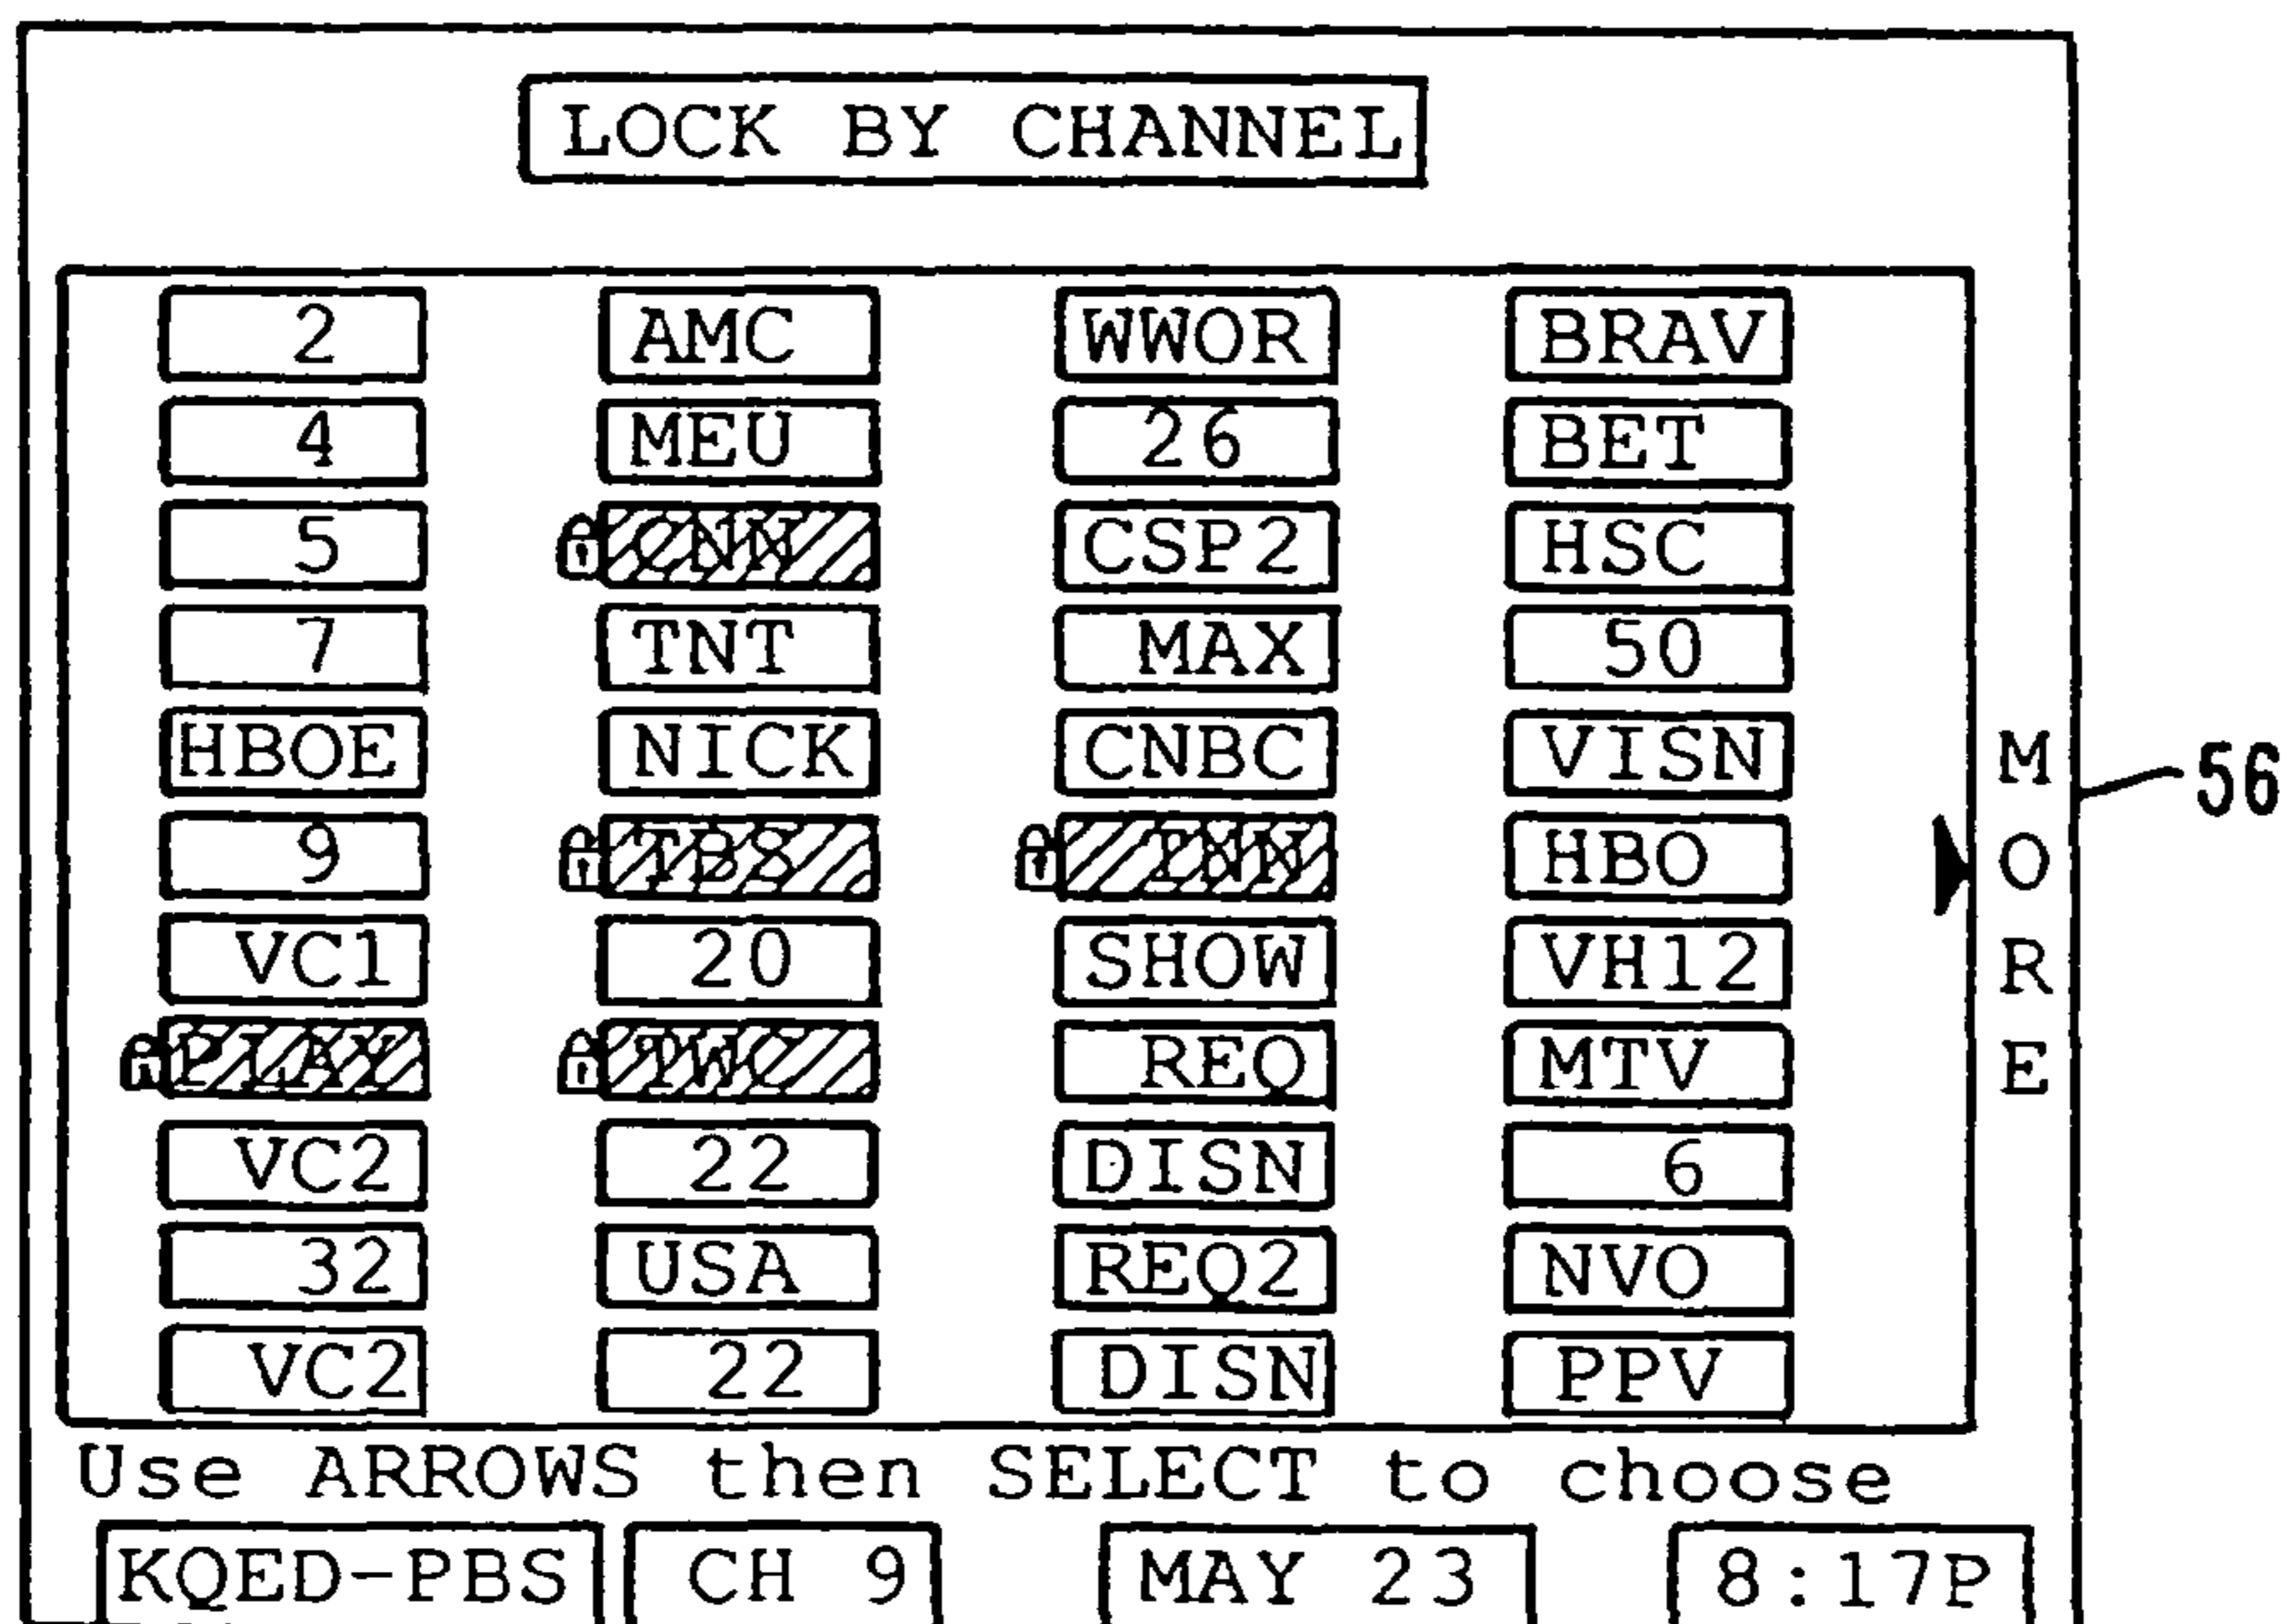 LOCK BY CHANNEL
2 AMC WWOR BRAV
4 MEU 26 BET
5 CNN CSP2 HSC
7 TNT MAX 50
HBOE NICK CNBC VISN
9 TBS HBO
VC1 20 SHOW VH12
PLAY TWC REQ MTV
VC2 22 DISN 6
32 USA REQ2 NVO
VC2 22 DISN PPV
MORE
56
Use ARROWS then SELECT to choose
KQED-PBS CH 9 MAY 23 8:17P